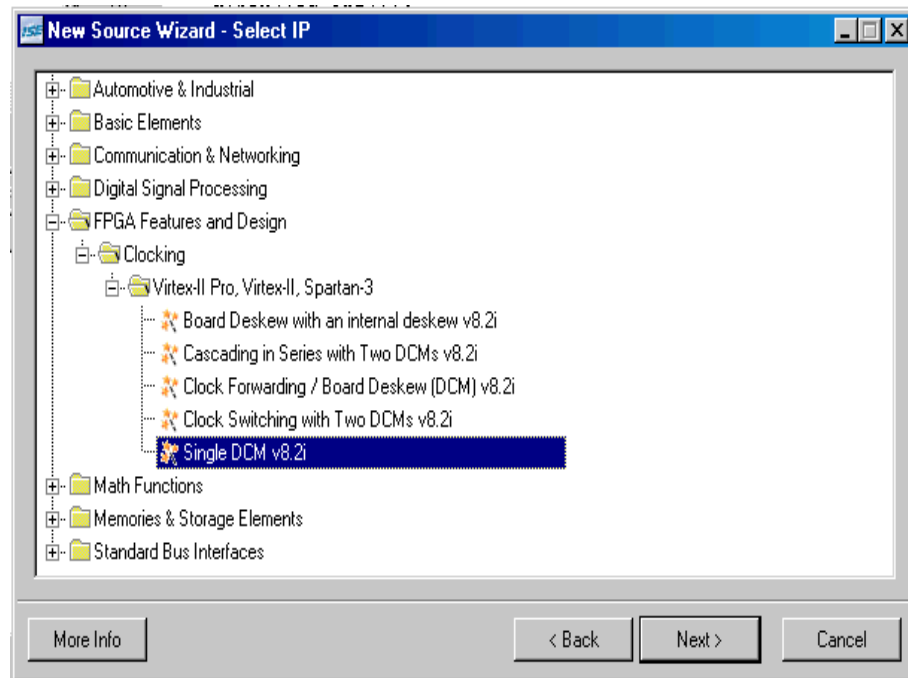 ISE New Source Wizard - Select IP
Automotive & Industrial
Basic Elements
Communication & Networking
Digital Signal Processing
FPGA Features and Design
Clocking
Virtex-II Pro, Virtex-II, Spartan-3
Board Deskew with an internal deskew v8.2i
Cascading in Series with Two DCMs v8.2i
Clock Forwarding / Board Deskew (DCM) v8.2i
Clock Switching with Two DCMs v8.2i
Single DCM v8.2i
Math Functions
Memories & Storage Elements
Standard Bus Interfaces
More Info < Back Next > Cancel